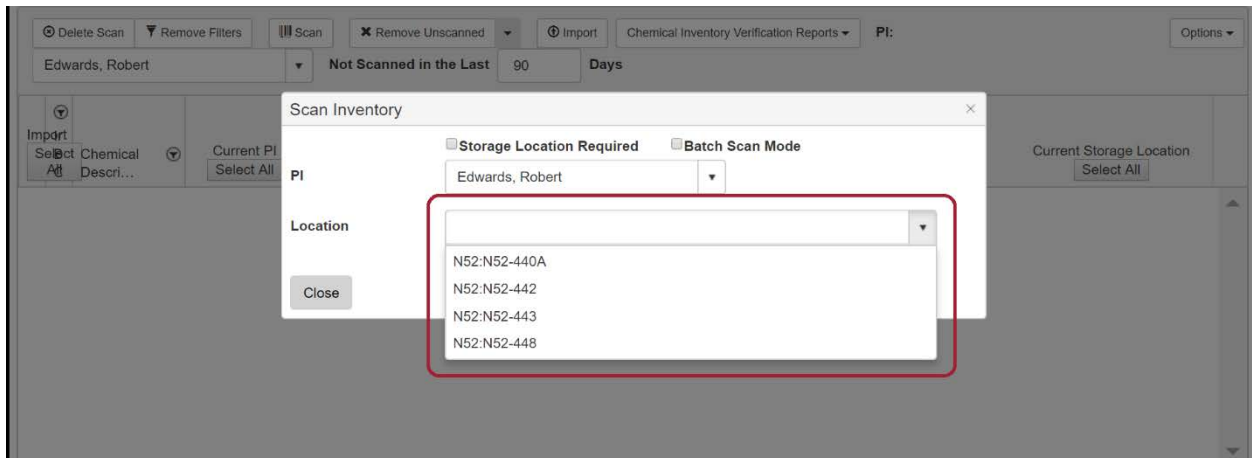 Delete Scan Remove Filters Scan Remove Unscanned Import Chemical Inventory Verification Reports PI: Options
Edwards, Robert Not Scanned in the Last 90 Days
Scan Inventory
Import
Select All
Chemical Descri...
Current PI
Select All
Current Storage Location
Select All
Storage Location Required Batch Scan Mode
PI Edwards, Robert
Location
N52:N52-440A
N52:N52-442
N52:N52-443
N52:N52-448
Close